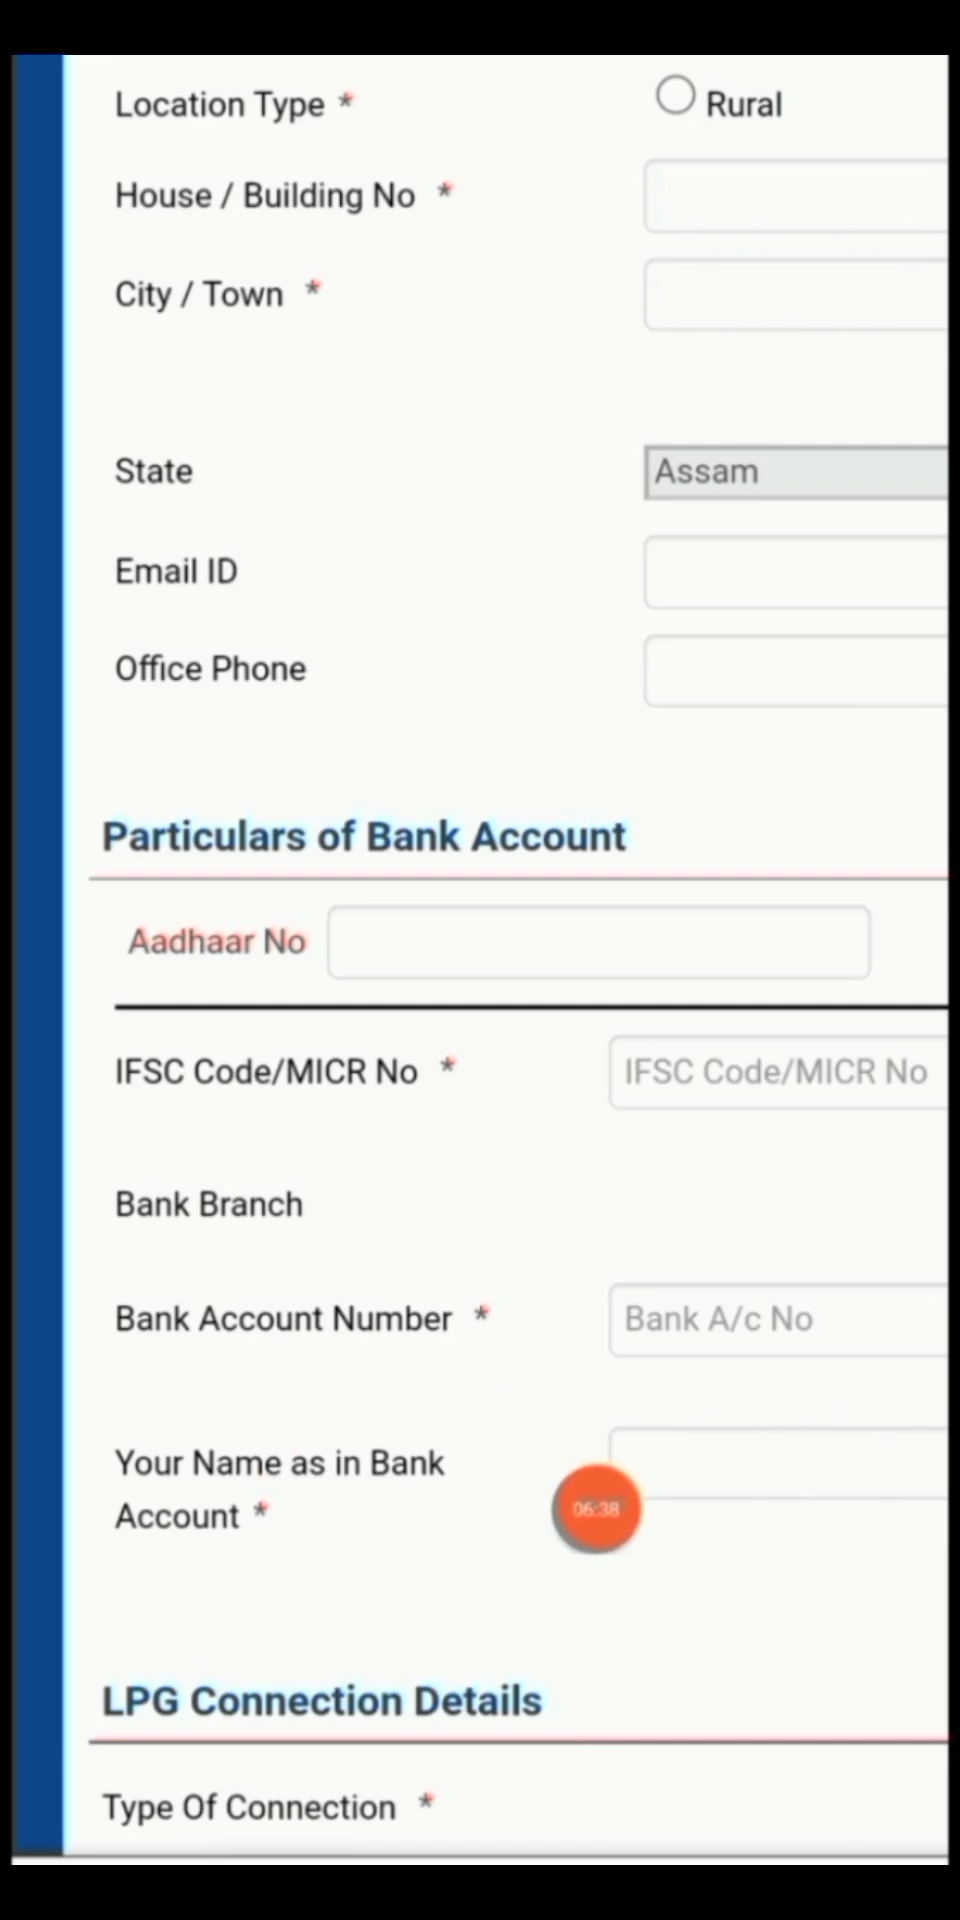 Location Type * Rural
House / Building No *
City / Town *
State Assam
Email ID
Office Phone
Particulars of Bank Account
Aadhaar No
IFSC Code/MICR No * IFSC Code/MICR No
Bank Branch
Bank Account Number * Bank A/c No
Your Name as in Bank
Account *
06:38
LPG Connection Details
Type Of Connection *